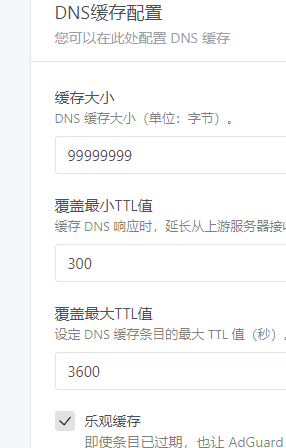 DNS缓存配置
您可以在此处配置 DNS 缓存
缓存大小
DNS 缓存大小（单位：字节）。
99999999
覆盖最小TTL值
缓存 DNS 响应时，延长从上游服务器接收
300
覆盖最大TTL值
设定 DNS 缓存条目的最大 TTL 值（秒）。
3600
乐观缓存
即使条目已过期，也让 AdGuard